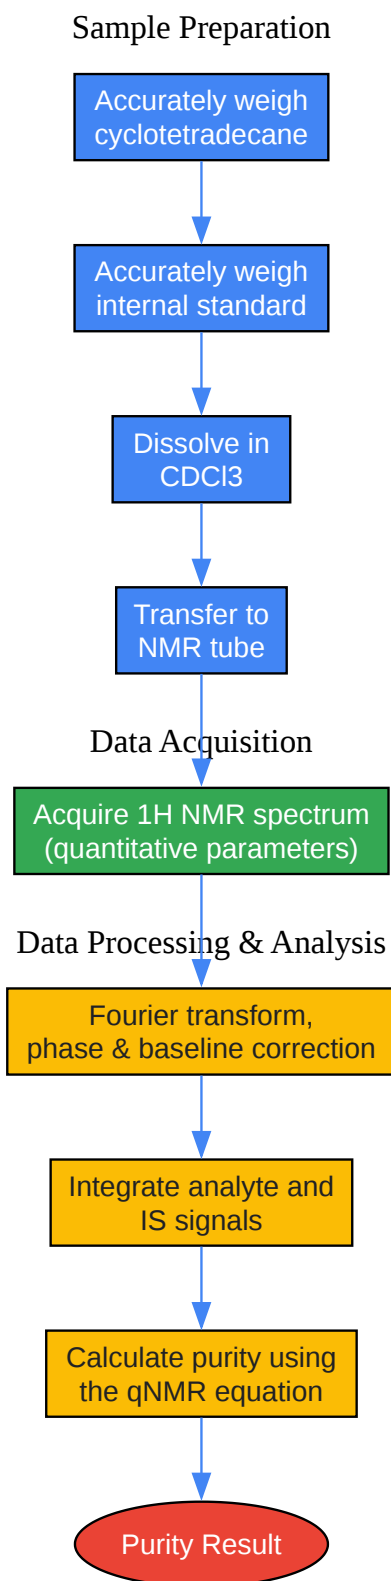 Sample Preparation
Accurately weigh
cyclotetradecane
Accurately weigh
internal standard
Dissolve in
CDCl3
Transfer to
NMR tube
Data Acquisition
Acquire 1H NMR spectrum
(quantitative parameters)
Data Processing & Analysis
Fourier transform,
phase & baseline correction
Integrate analyte and
IS signals
Calculate purity using
the qNMR equation
Purity Result